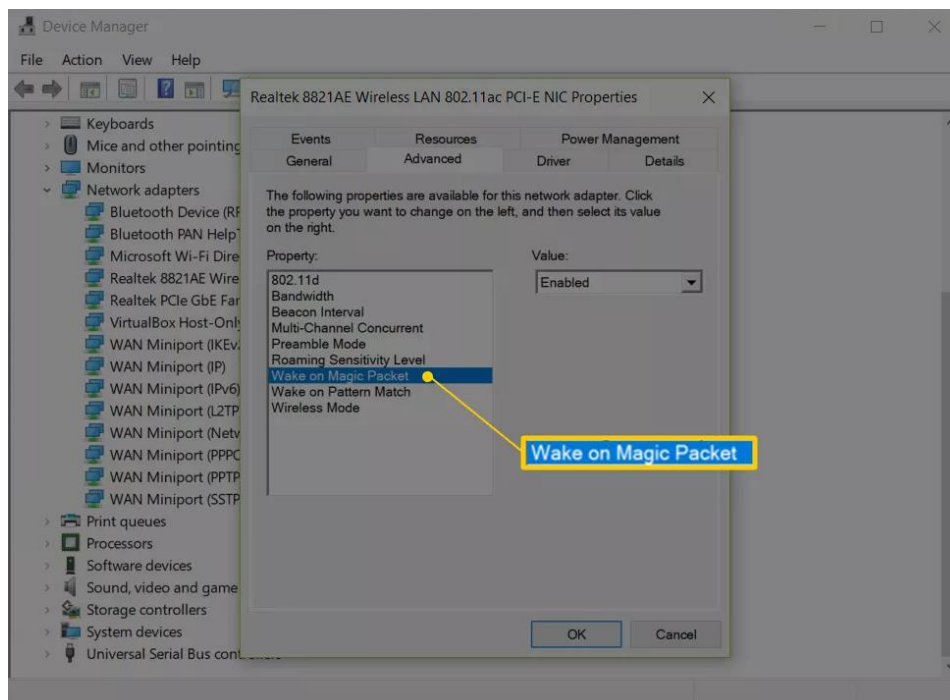 Device Manager
File Action View Help
Keyboards
Mice and other pointing
Monitors
Network adapters
Bluetooth Device (RF
Bluetooth PAN Help
Microsoft Wi-Fi Dire
Realtek 8821AE Wire
Realtek PCIe GbE Far
VirtualBox Host-Only
WAN Miniport (IKEv
WAN Miniport (IP)
WAN Miniport (IPv6)
WAN Miniport (L2TP
WAN Miniport (Netw
WAN Miniport (PPPO
WAN Miniport (PPTP
WAN Miniport (SSTP
Print queues
Processors
Software devices
Sound, video and game
Storage controllers
System devices
Universal Serial Bus
Realtek 8821AE Wireless LAN 802.11ac PCI-E NIC Properties
Events Resources Power Management
General Advanced Driver Details
The following properties are available for this network adapter. Click
the property you want to change on the left, and then select its value
on the right.
Property:
802.11d
Bandwidth
Beacon Interval
Multi-Channel Concurrent
Preamble Mode
Roaming Sensitivity Level
Wake on Magic Packet
Wake on Pattern Match
Wireless Mode
Value:
Enabled
Wake on Magic Packet
OK Cancel